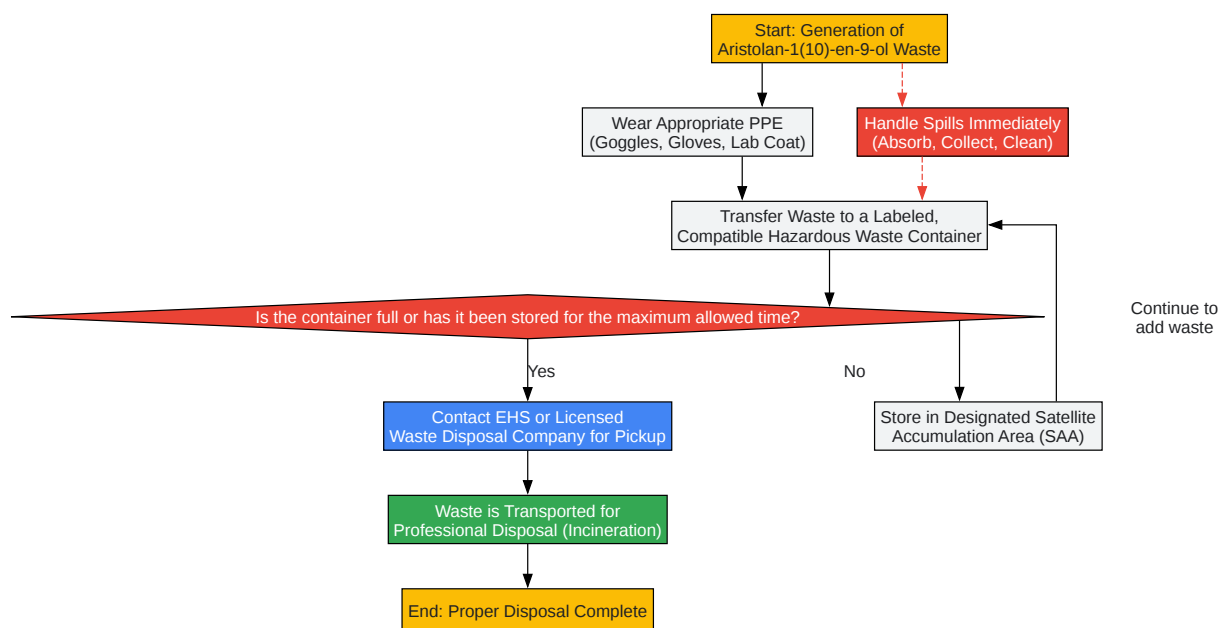 Start: Generation of
Aristolan-1(10)-en-9-ol Waste
Wear Appropriate PPE
(Goggles, Gloves, Lab Coat)
Handle Spills Immediately
(Absorb, Collect, Clean)
Transfer Waste to a Labeled,
Compatible Hazardous Waste Container
Is the container full or has it been stored for the maximum allowed time?
Continue to
add waste
Yes
No
Contact EHS or Licensed
Waste Disposal Company for Pickup
Store in Designated Satellite
Accumulation Area (SAA)
Waste is Transported for
Professional Disposal (Incineration)
End: Proper Disposal Complete